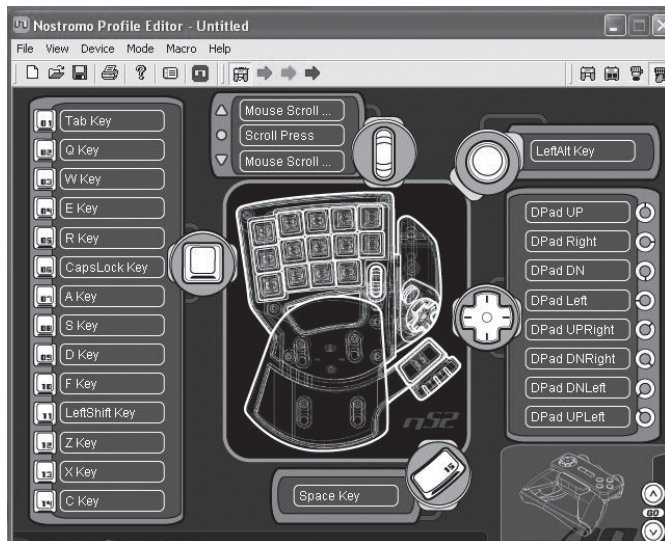 Nostromo Profile Editor - Untitled
File View Device Mode Macro Help
01 Tab Key
02 Q Key
03 W Key
04 E Key
05 R Key
06 CapsLock Key
07 A Key
08 S Key
09 D Key
10 F Key
11 LeftShift Key
12 Z Key
13 X Key
14 C Key
Mouse Scroll ...
Scroll Press
Mouse Scroll ...
LeftAlt Key
DPad UP
DPad Right
DPad DN
DPad Left
DPad UPRight
DPad DNRight
DPad DNLeft
DPad UPLeft
n52
15
Space Key
GO